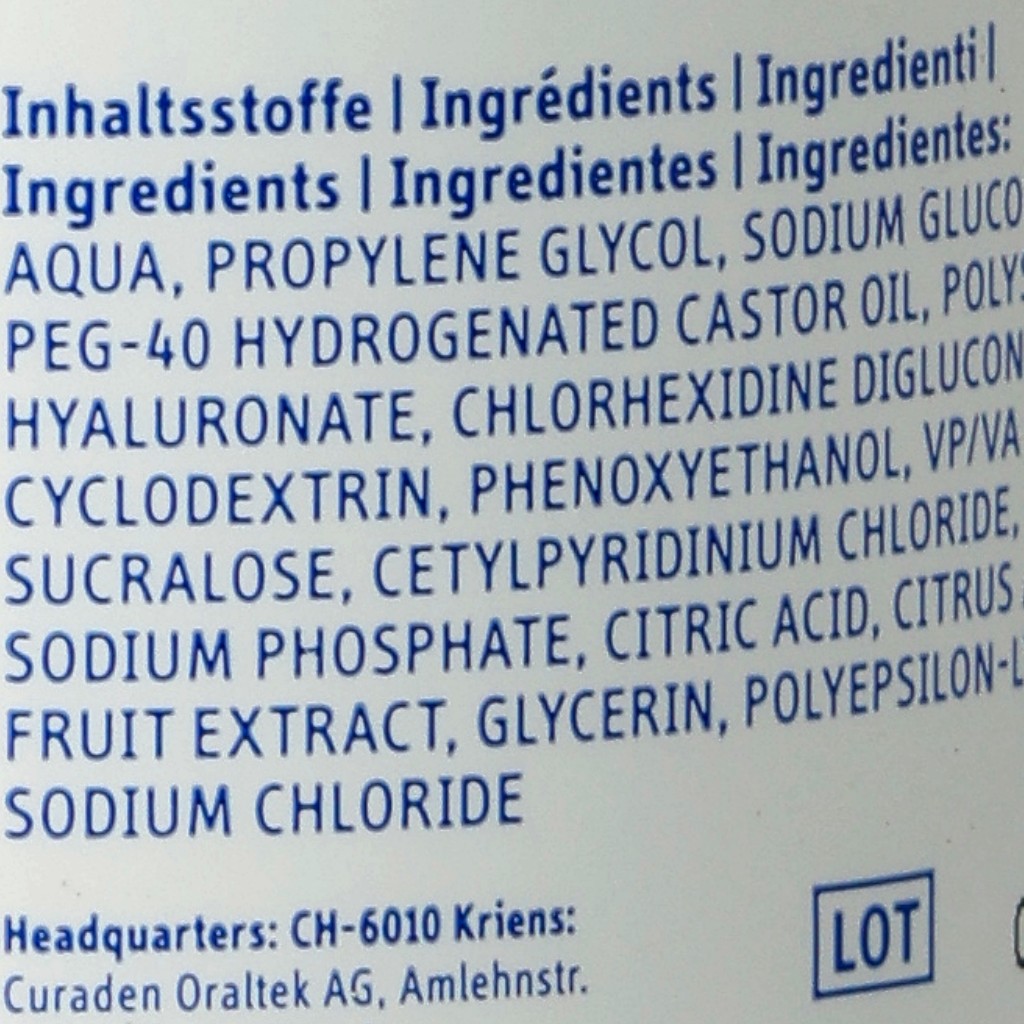 Inhaltsstoffe | Ingrédients | Ingredienti |
Ingredients | Ingredientes | Ingredientes:
AQUA, PROPYLENE GLYCOL, SODIUM
PEG-40 HYDROGENATED CASTOR OIL,
HYALURONATE, CHLORHEXIDINE
CYCLODEXTRIN, PHENOXYETHANOL, VP/VA
SUCRALOSE, CETYLPYRIDINIUM CHLORIDE,
SODIUM PHOSPHATE, CITRIC ACID, CITRUS
FRUIT EXTRACT, GLYCERIN,
SODIUM CHLORIDE
Headquarters: CH-6010 Kriens:
Curaden Oraltek AG, Amlehnstr.
LOT